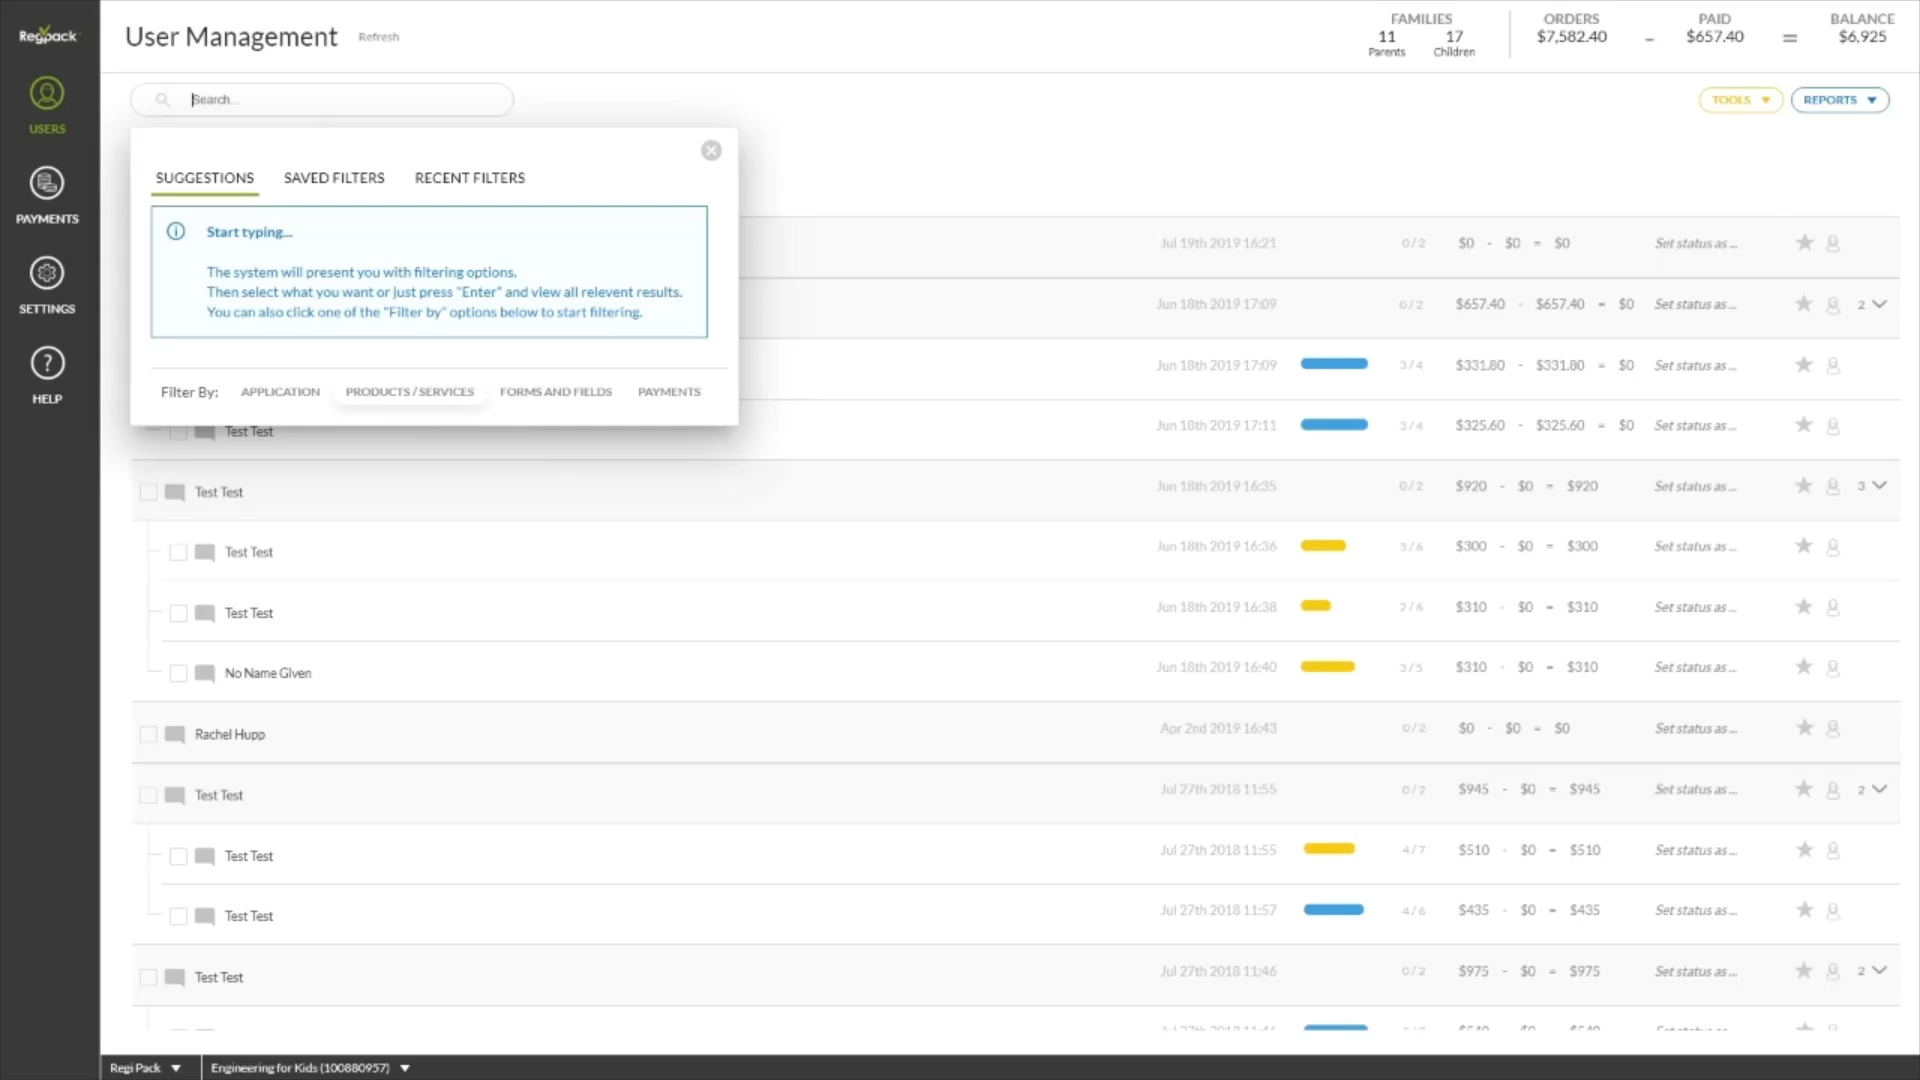 Regpack
User Management Refresh
FAMILIES
11 17
Parents Children
ORDERS
$7,582.40
–
PAID
$657.40
=
BALANCE
$6,925
USERS
PAYMENTS
SETTINGS
HELP
Search...
TOOLS
REPORTS
SUGGESTIONS SAVED FILTERS RECENT FILTERS
Start typing...
The system will present you with filtering options.
Then select what you want or just press "Enter" and view all relevent results.
You can also click one of the "Filter by" options below to start filtering.
Filter By: APPLICATION PRODUCTS / SERVICES FORMS AND FIELDS PAYMENTS
Jul 19th 2019 16:21 0/2 $0 - $0 = $0 Set status as ...
Jun 18th 2019 17:09 0/2 $657.40 - $657.40 = $0 Set status as ... 2
Jun 18th 2019 17:09 3/4 $331.80 - $331.80 = $0 Set status as ...
Test Test Jun 18th 2019 17:11 3/4 $325.60 - $325.60 = $0 Set status as ...
Test Test Jun 18th 2019 16:35 0/2 $920 - $0 = $920 Set status as ... 3
Test Test Jun 18th 2019 16:36 3/6 $300 - $0 = $300 Set status as ...
Test Test Jun 18th 2019 16:38 2/6 $310 - $0 = $310 Set status as ...
No Name Given Jun 18th 2019 16:40 3/5 $310 - $0 = $310 Set status as ...
Rachel Hupp Apr 2nd 2019 16:43 0/2 $0 - $0 = $0 Set status as ...
Test Test Jul 27th 2018 11:55 0/2 $945 - $0 = $945 Set status as ... 2
Test Test Jul 27th 2018 11:55 4/7 $510 - $0 = $510 Set status as ...
Test Test Jul 27th 2018 11:57 4/6 $435 - $0 = $435 Set status as ...
Test Test Jul 27th 2018 11:46 0/2 $975 - $0 = $975 Set status as ... 2
Regi Pack Engineering for Kids (100880957)